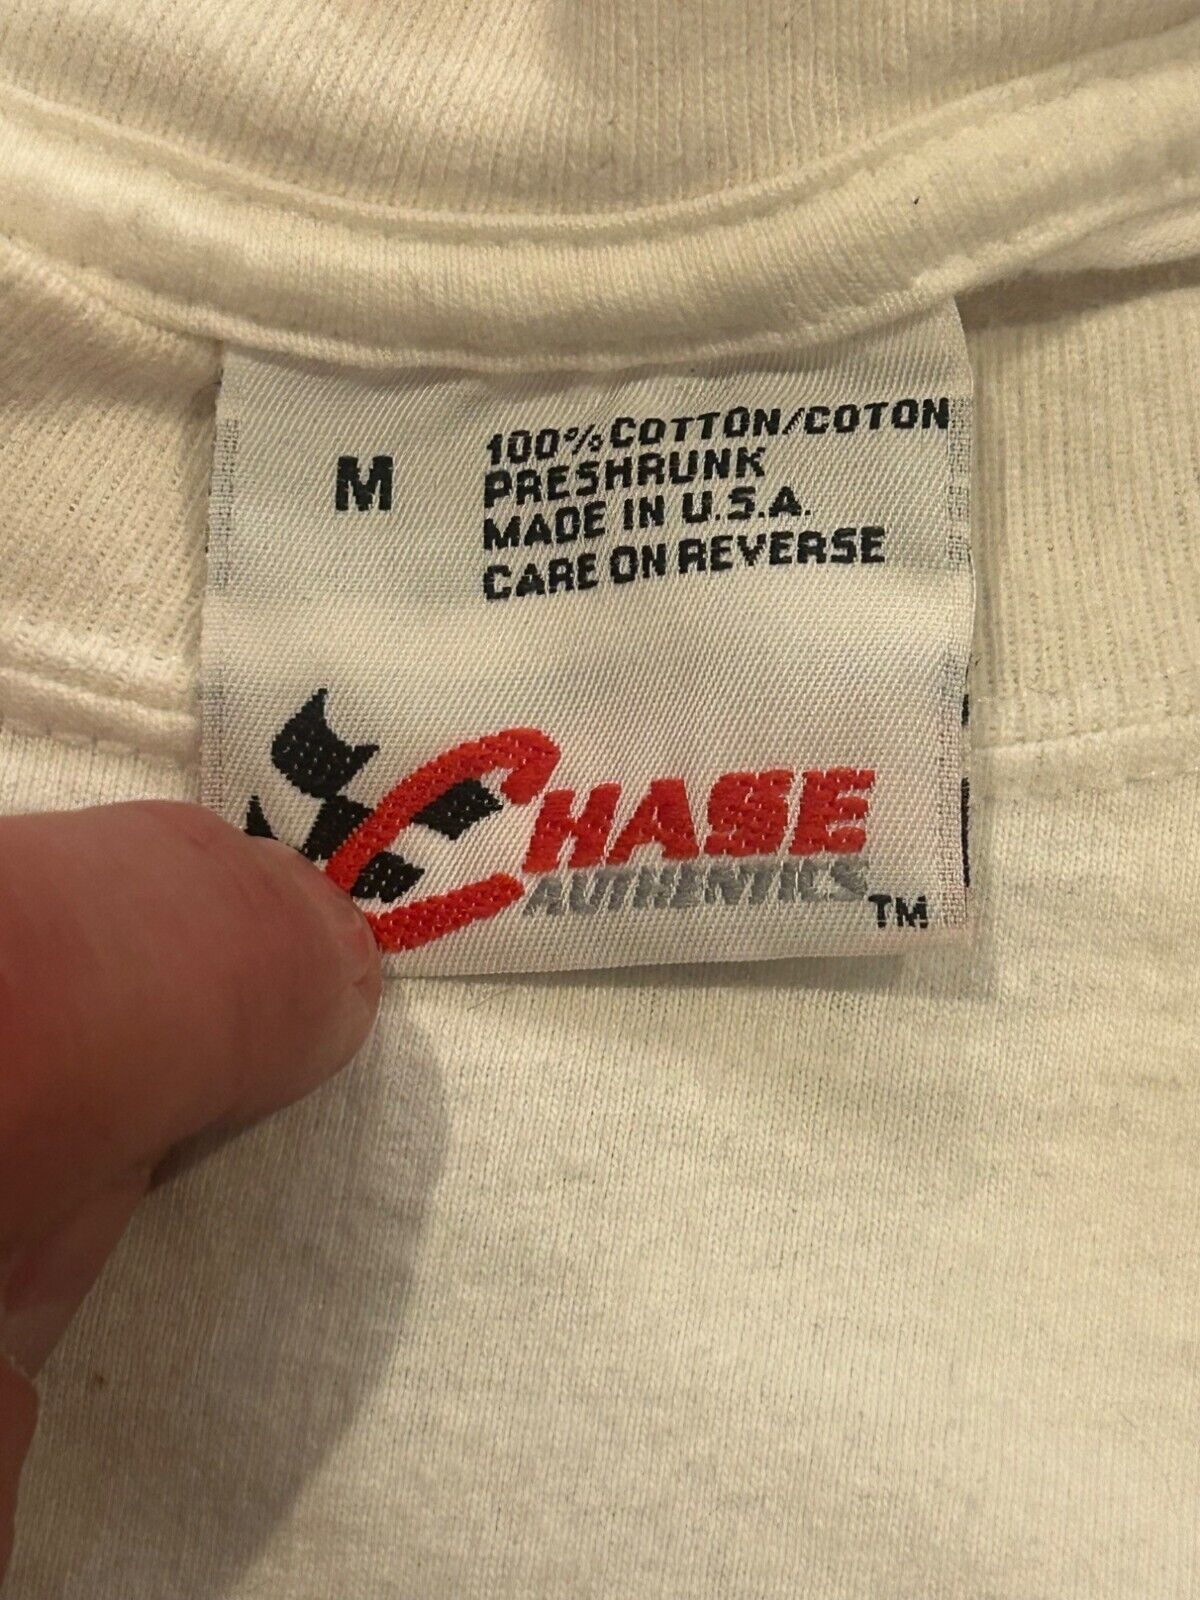 M
100% COTTON/COTON
PRESHRUNK
MADE IN U.S.A.
CARE ON REVERSE
CHASE
AUTHENTICS TM